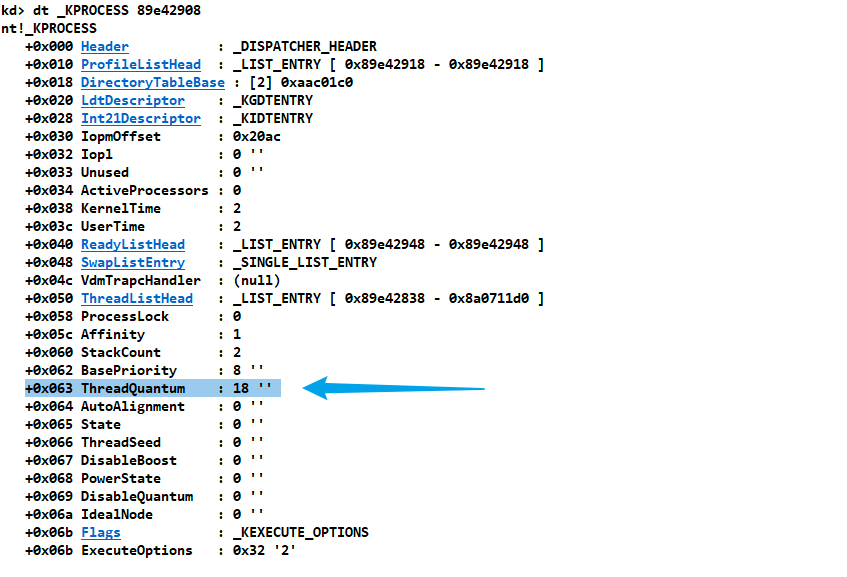 kd> dt _KPROCESS 89e42908
nt!_KPROCESS
   +0x000 Header           : _DISPATCHER_HEADER
   +0x010 ProfileListHead  : _LIST_ENTRY [ 0x89e42918 - 0x89e42918 ]
   +0x018 DirectoryTableBase : [2] 0xaac01c0
   +0x020 LdtDescriptor    : _KGDTENTRY
   +0x028 Int21Descriptor  : _KIDTENTRY
   +0x030 IopmOffset       : 0x20ac
   +0x032 Iopl             : 0 ''
   +0x033 Unused           : 0 ''
   +0x034 ActiveProcessors : 0
   +0x038 KernelTime       : 2
   +0x03c UserTime         : 2
   +0x040 ReadyListHead    : _LIST_ENTRY [ 0x89e42948 - 0x89e42948 ]
   +0x048 SwapListEntry    : _SINGLE_LIST_ENTRY
   +0x04c VdmTrapcHandler  : (null)
   +0x050 ThreadListHead   : _LIST_ENTRY [ 0x89e42838 - 0x8a0711d0 ]
   +0x058 ProcessLock      : 0
   +0x05c Affinity         : 1
   +0x060 StackCount       : 2
   +0x062 BasePriority     : 8 ''
   +0x063 ThreadQuantum    : 18 ''
   +0x064 AutoAlignment    : 0 ''
   +0x065 State            : 0 ''
   +0x066 ThreadSeed       : 0 ''
   +0x067 DisableBoost     : 0 ''
   +0x068 PowerState       : 0 ''
   +0x069 DisableQuantum   : 0 ''
   +0x06a IdealNode        : 0 ''
   +0x06b Flags            : _KEXECUTE_OPTIONS
   +0x06b ExecuteOptions   : 0x32 '2'